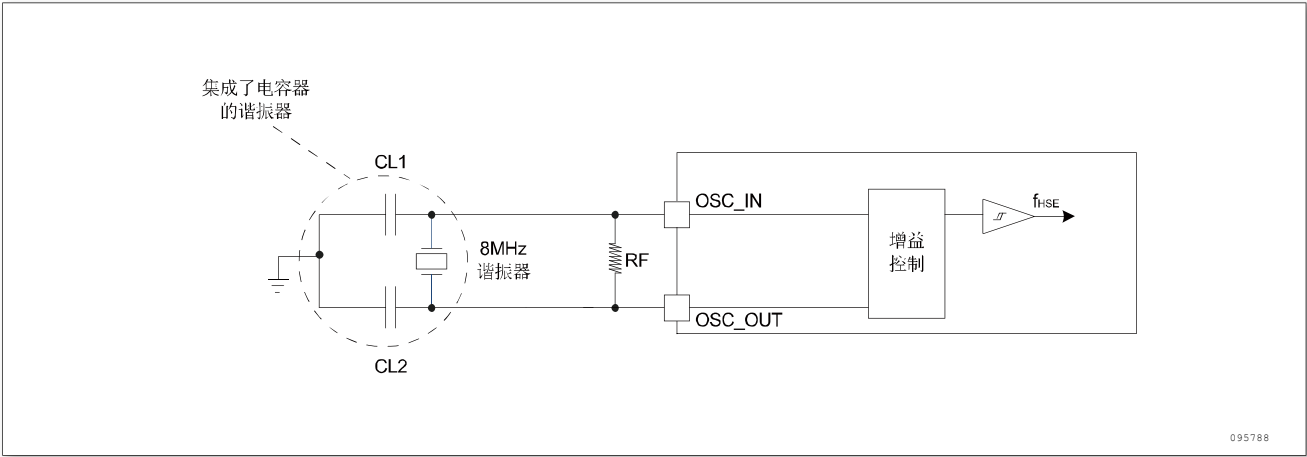 集成了电容器
的谐振器
CL1
OSC_IN
fHSE
8MHz
谐振器
RF
增益
控制
OSC_OUT
CL2
095788